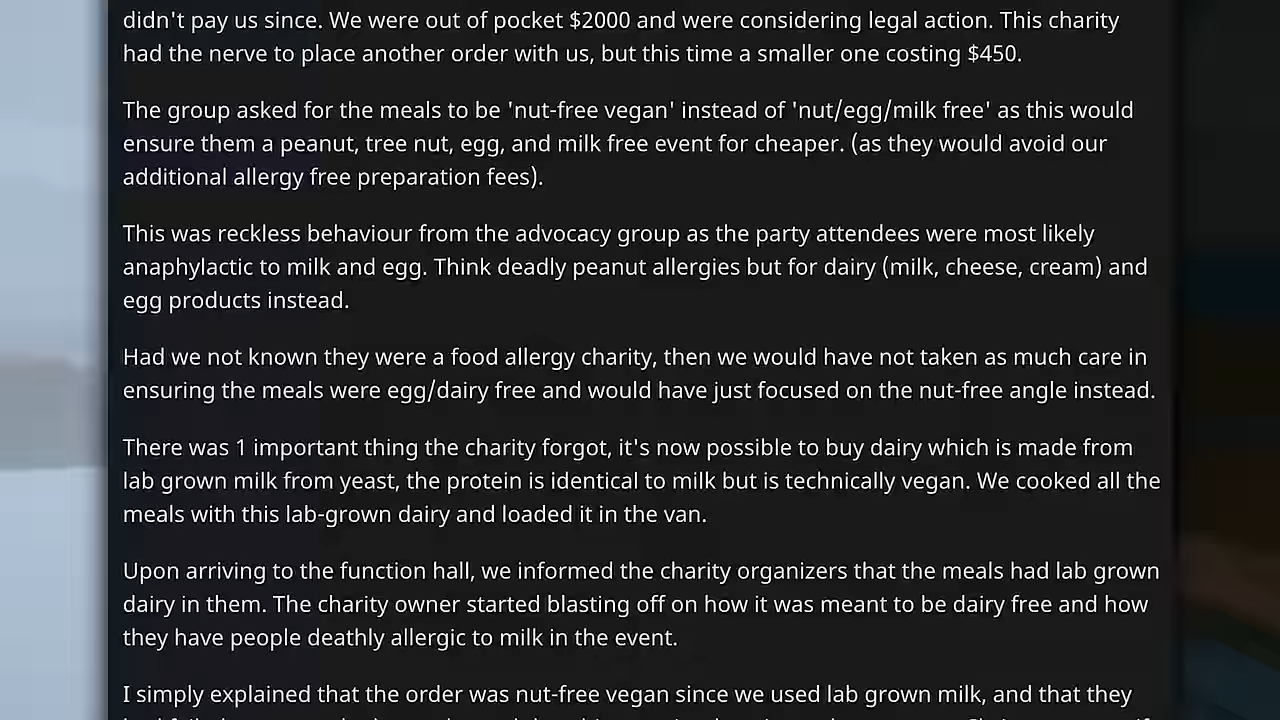 didn't pay us since. We were out of pocket $2000 and were considering legal action. This charity
had the nerve to place another order with us, but this time a smaller one costing $450.
The group asked for the meals to be 'nut-free vegan' instead of 'nut/egg/milk free' as this would
ensure them a peanut, tree nut, egg, and milk free event for cheaper. (as they would avoid our
additional allergy free preparation fees).
This was reckless behaviour from the advocacy group as the party attendees were most likely
anaphylactic to milk and egg. Think deadly peanut allergies but for dairy (milk, cheese, cream) and
egg products instead.
Had we not known they were a food allergy charity, then we would have not taken as much care in
ensuring the meals were egg/dairy free and would have just focused on the nut-free angle instead.
There was 1 important thing the charity forgot, it's now possible to buy dairy which is made from
lab grown milk from yeast, the protein is identical to milk but is technically vegan. We cooked all the
meals with this lab-grown dairy and loaded it in the van.
Upon arriving to the function hall, we informed the charity organizers that the meals had lab grown
dairy in them. The charity owner started blasting off on how it was meant to be dairy free and how
they have people deathly allergic to milk in the event.
I simply explained that the order was nut-free vegan since we used lab grown milk, and that they